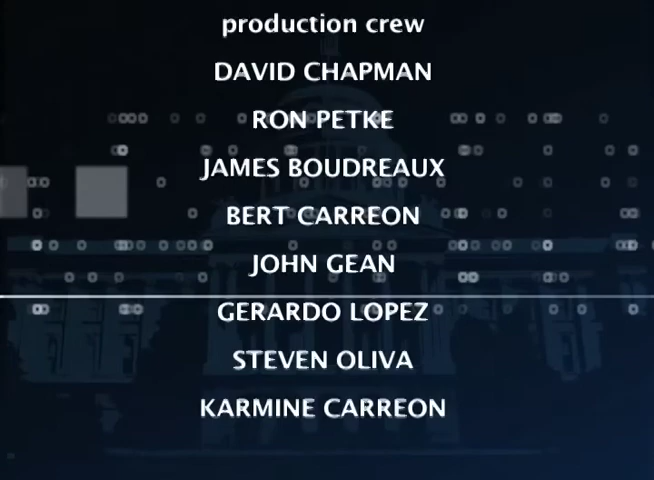 production crew
DAVID CHAPMAN
RON PETKE
JAMES BOUDREAUX
BERT CARREON
JOHN GEAN
GERARDO LOPEZ
STEVEN OLIVA
KARMINE CARREON